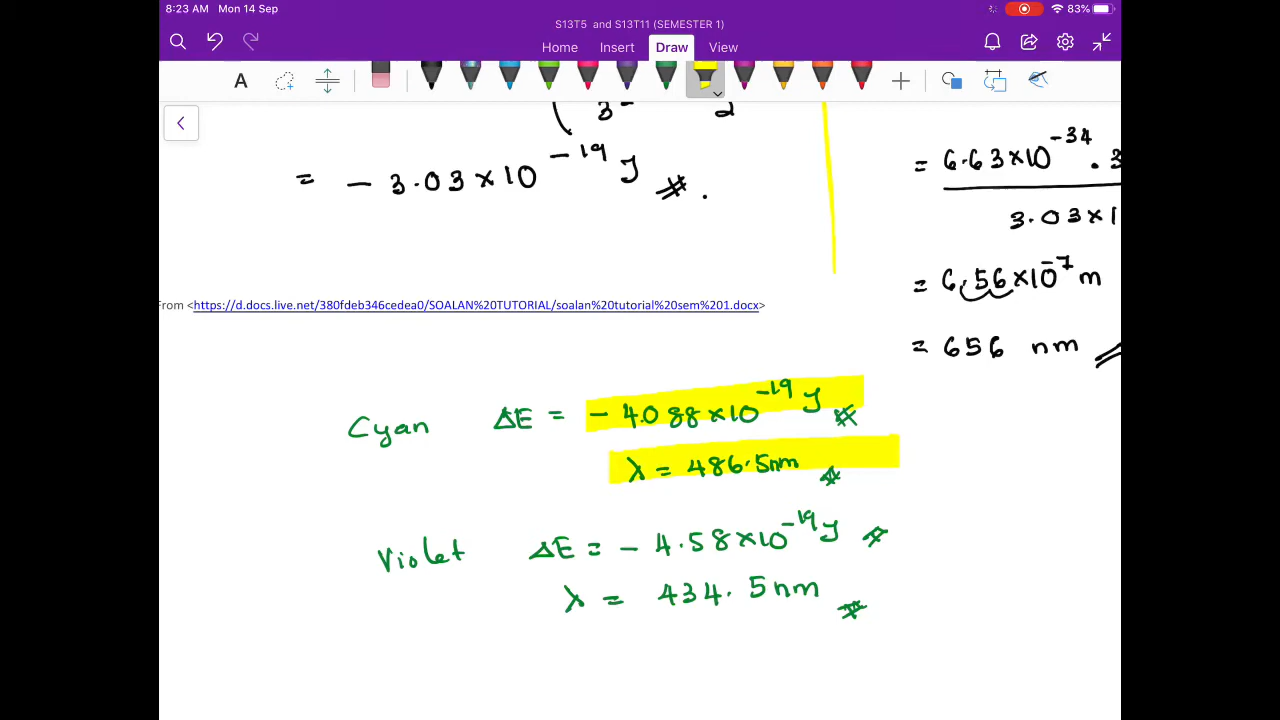 8:23 AM Mon 14 Sep
83%
S13T5 and S13T11 (SEMESTER 1)
Home Insert Draw View
A
3 2
= - 3.03 × 10^-19 J
= 6.63×10^-34 . 3
3.03×1
= 6.56×10^-7 m
= 656 nm
From <https://d.docs.live.net/380fdeb346cedea0/SOALAN%20TUTORIAL/soalan%20tutorial%20sem%201.docx>
Cyan ΔE = - 4.088×10^-19 J
λ = 486.5nm
Violet ΔE = - 4.58×10^-19 J
λ = 434.5nm